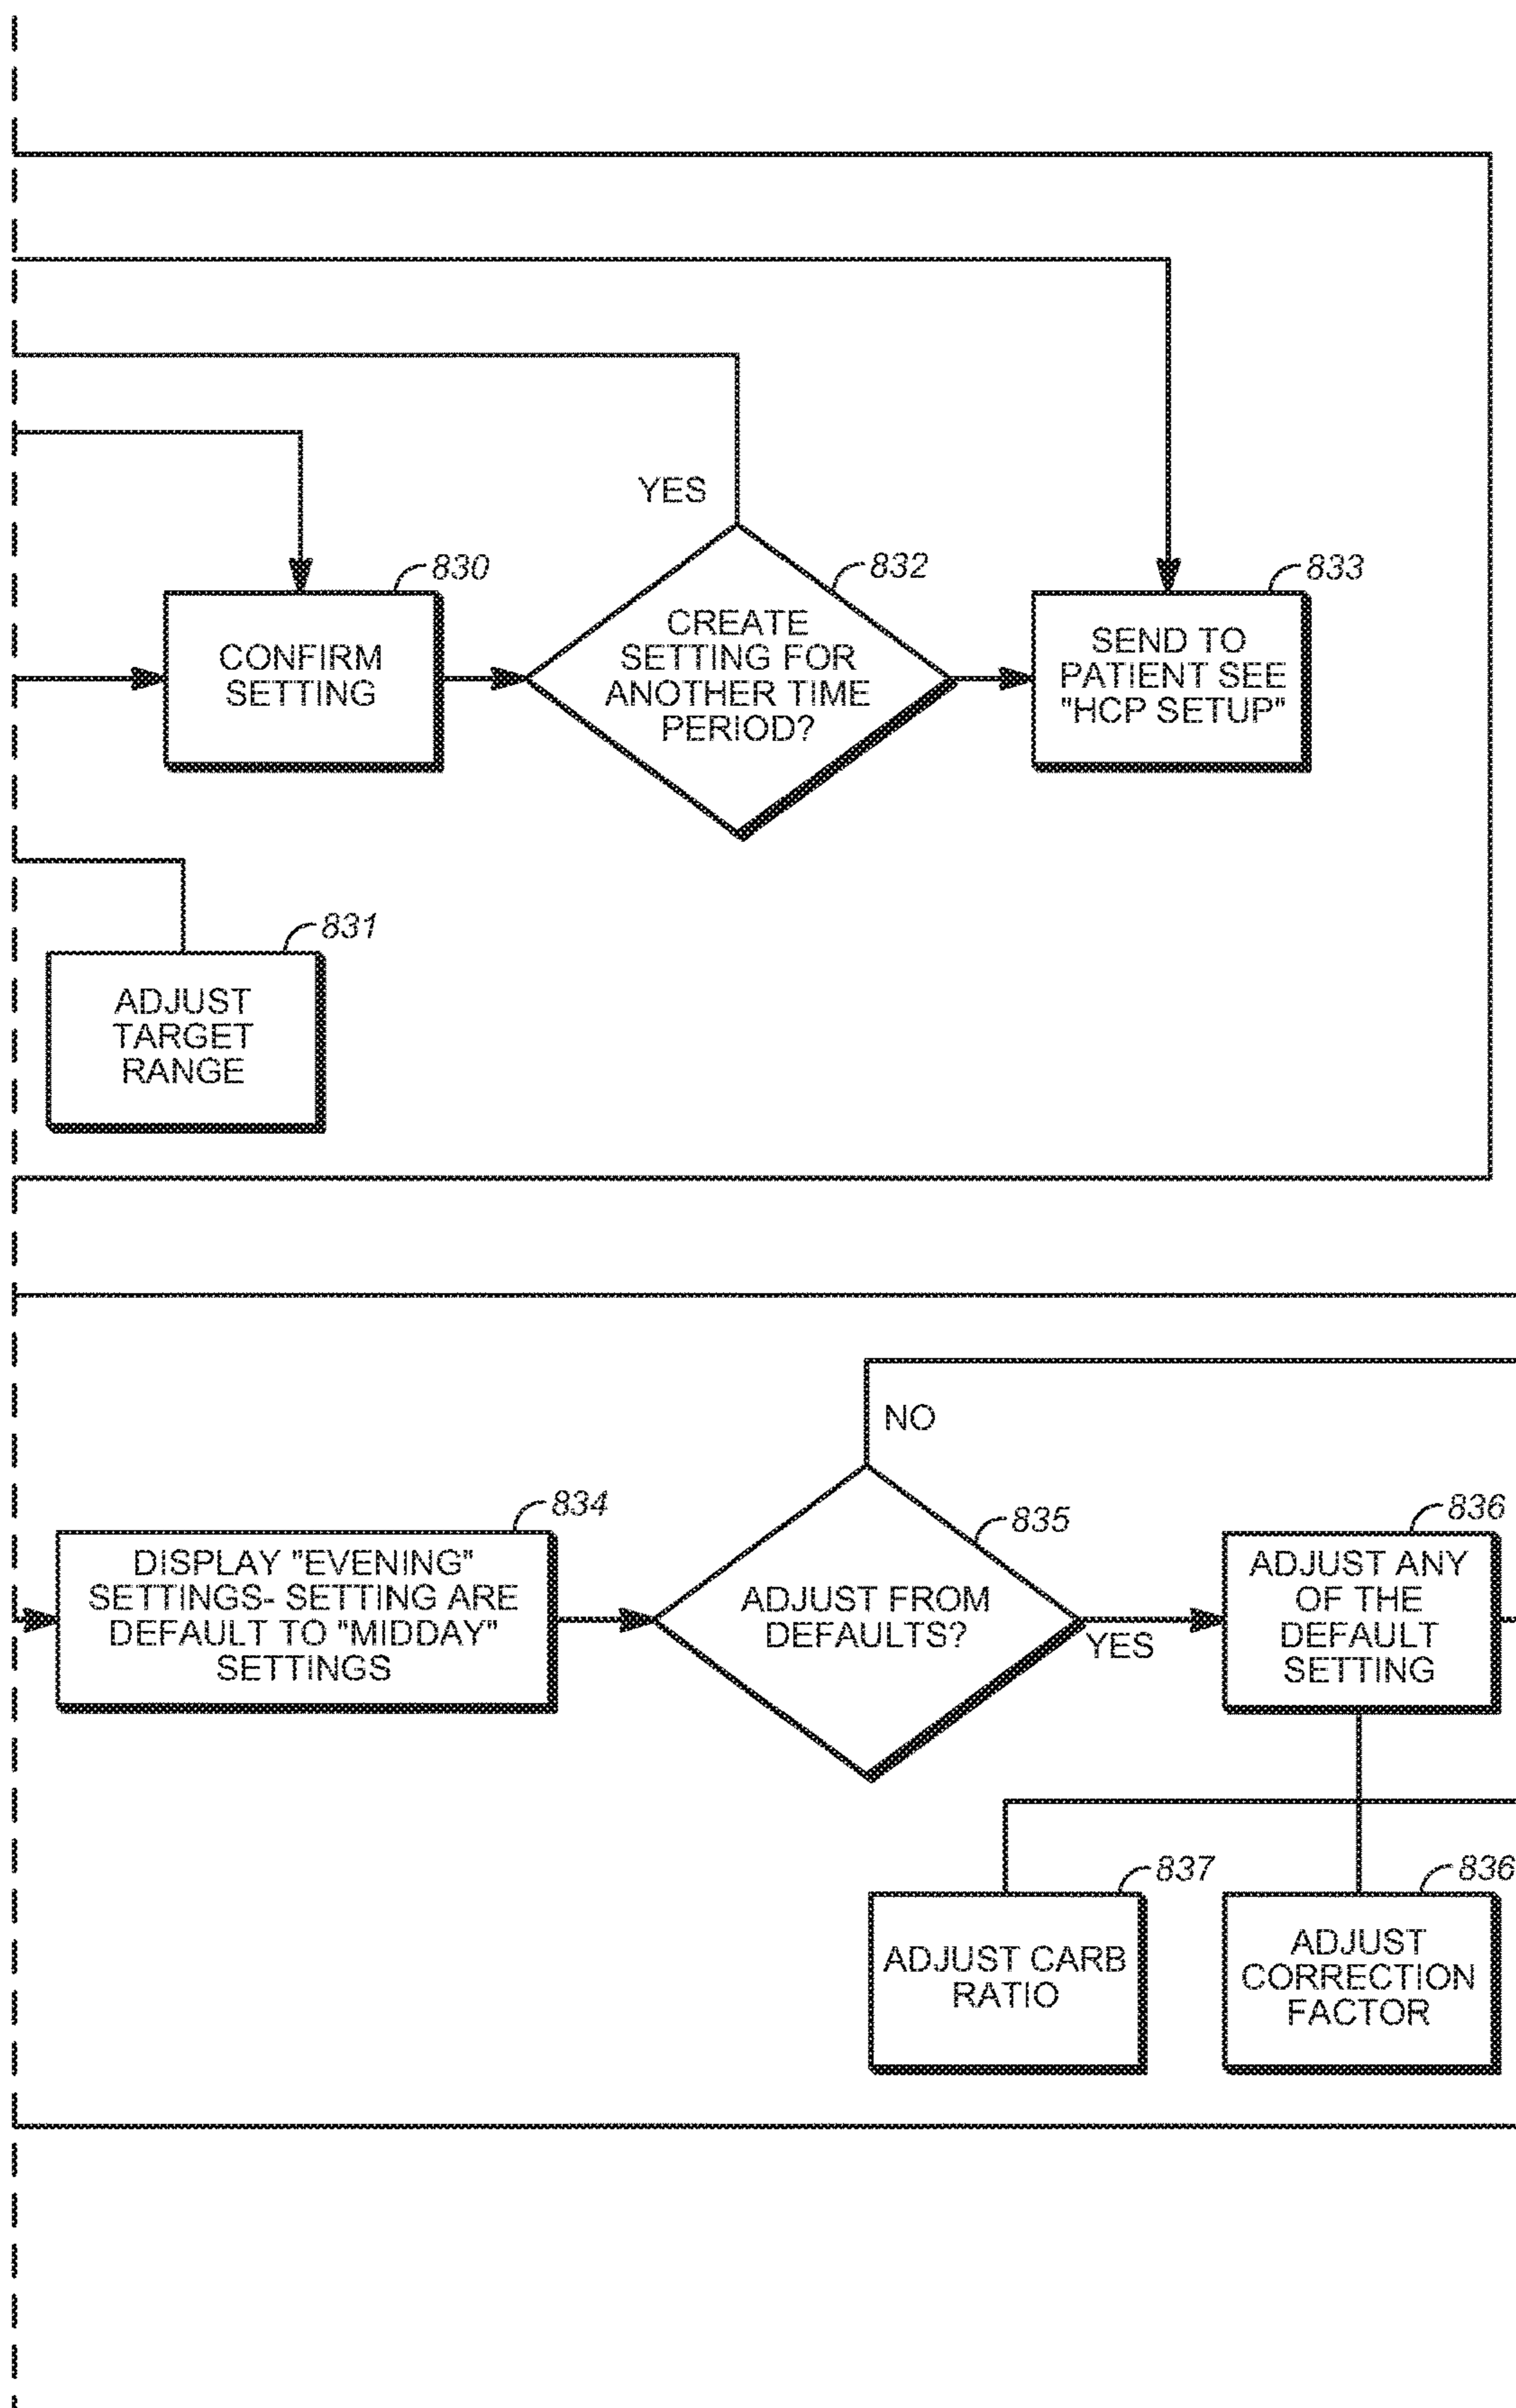 YES
830
CONFIRM
SETTING
832
CREATE
SETTING FOR
ANOTHER TIME
PERIOD?
833
SEND TO
PATIENT SEE
"HCP SETUP"
831
ADJUST
TARGET
RANGE
NO
834
DISPLAY "EVENING"
SETTINGS- SETTING ARE
DEFAULT TO "MIDDAY"
SETTINGS
835
ADJUST FROM
DEFAULTS?
YES
836
ADJUST ANY
OF THE
DEFAULT
SETTING
837
ADJUST CARB
RATIO
836
ADJUST
CORRECTION
FACTOR